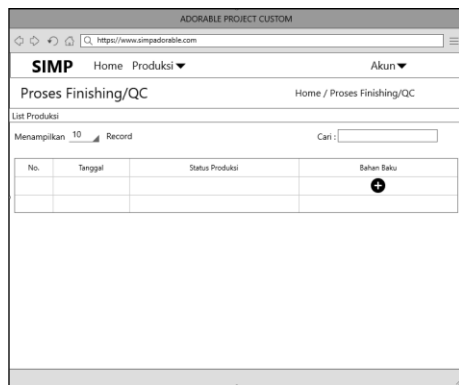 ADORABLE PROJECT CUSTOM
https://www.simpadorable.com
SIMP Home Produksi Akun
Proses Finishing/QC Home / Proses Finishing/QC
List Produksi
Menampilkan 10 Record Cari :
No. Tanggal Status Produksi Bahan Baku